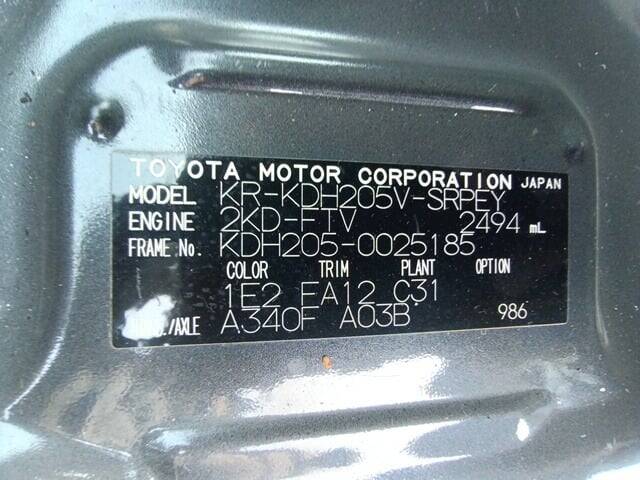 TOYOTA MOTOR CORPORATION JAPAN
MODEL KR-KDH205V-SRPEY
ENGINE 2KD-FTV 2494 mL
FRAME No. KDH205-0025185
COLOR TRIM PLANT OPTION
1E2 FA12 C31
/AXLE A340F A03B 986